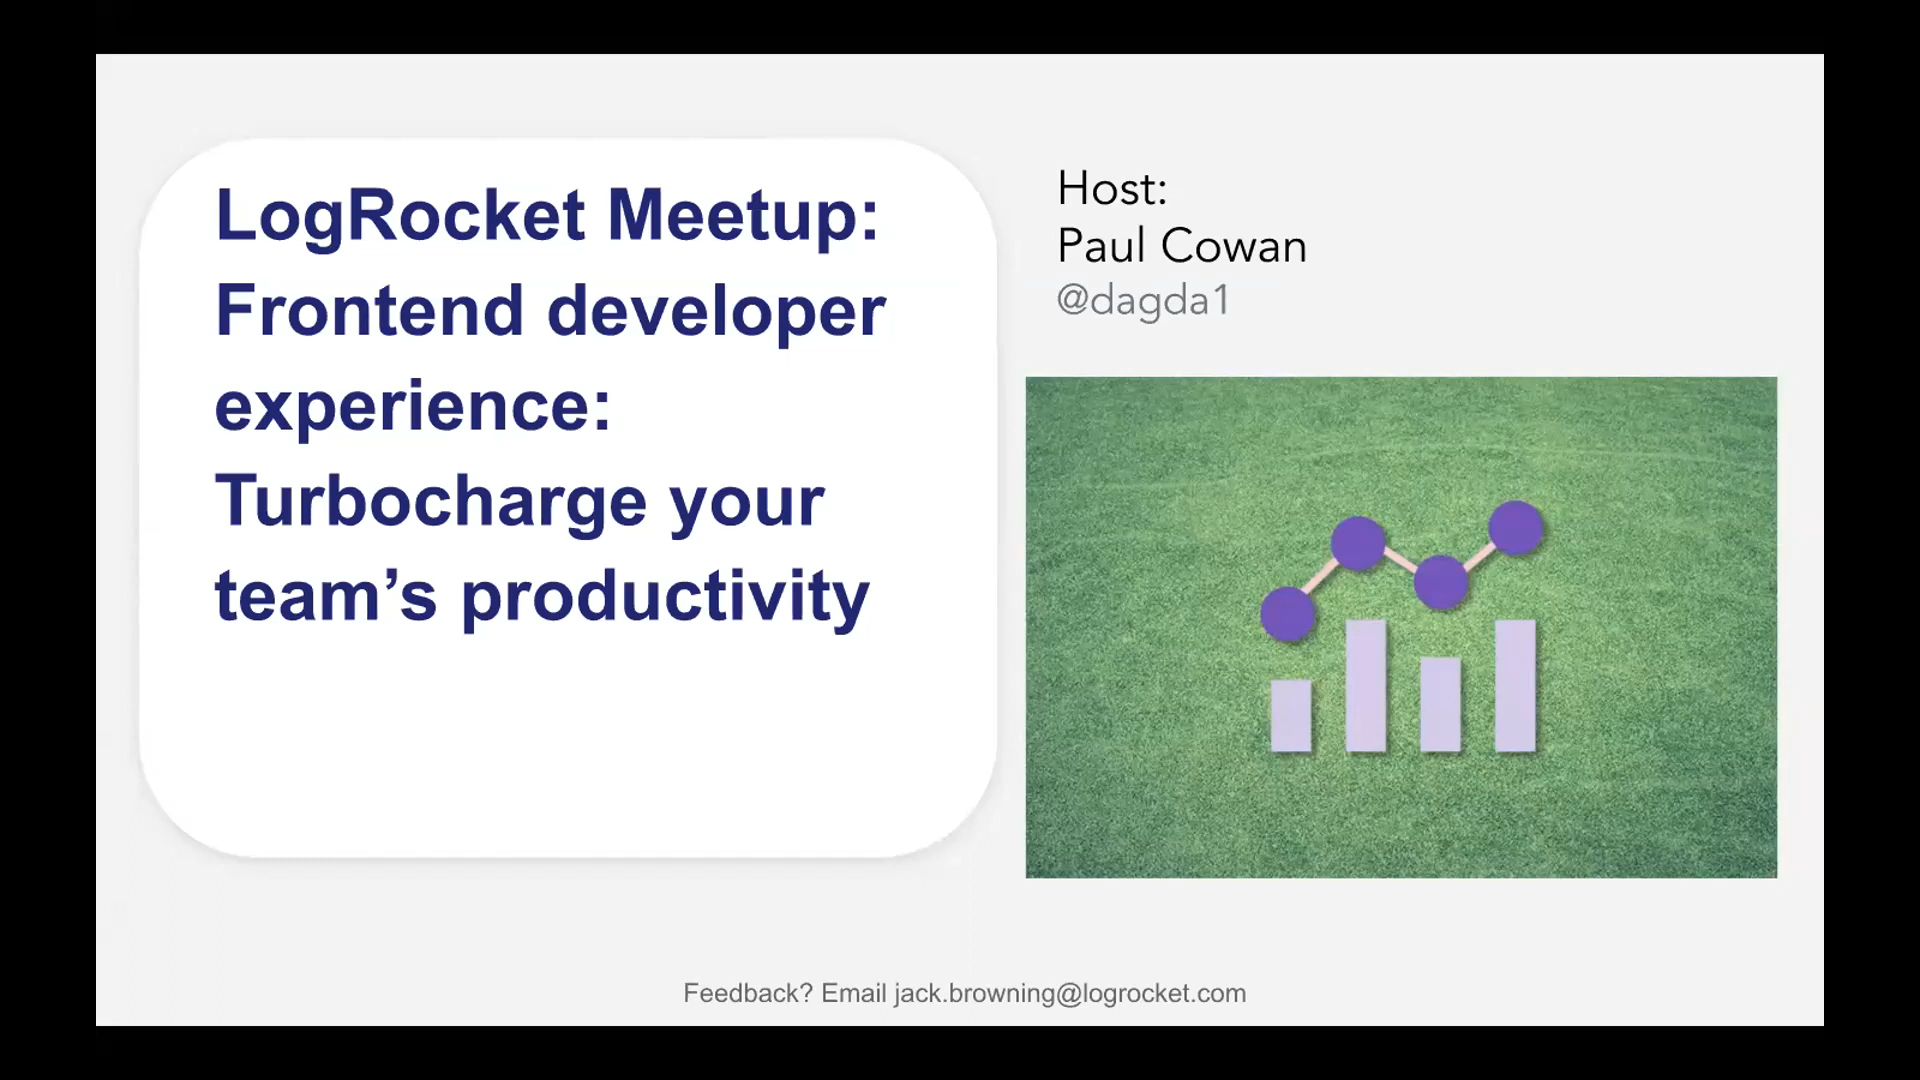 LogRocket Meetup:
Frontend developer
experience:
Turbocharge your
team’s productivity
Host:
Paul Cowan
@dagda1
Feedback? Email jack.browning@logrocket.com